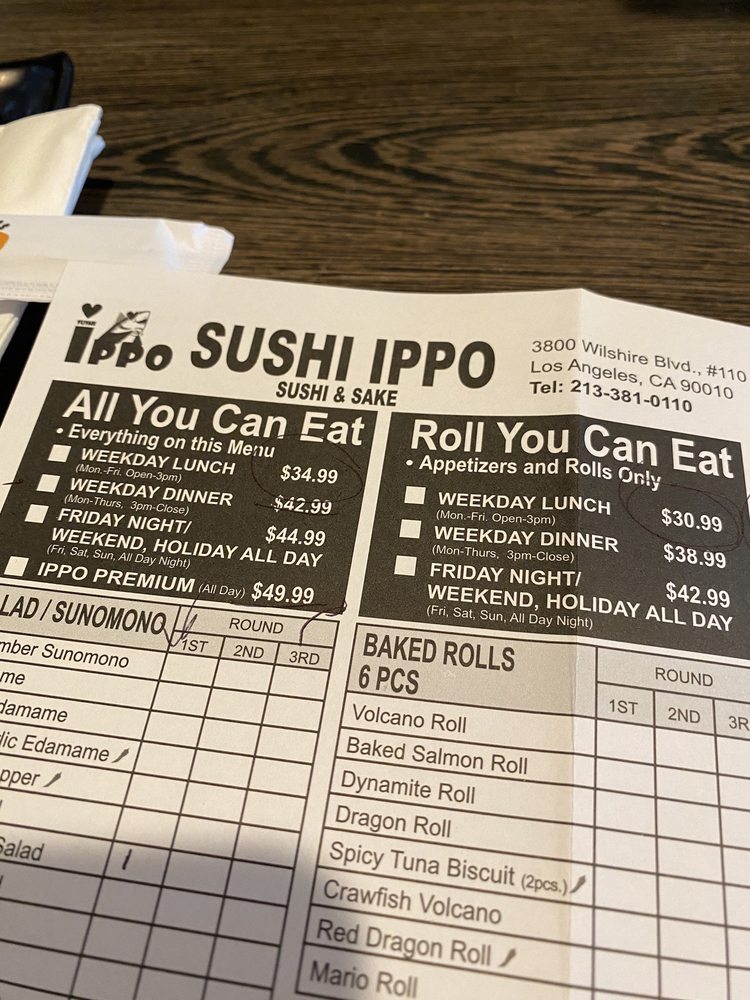 IPPO
SUSHI IPPO
SUSHI & SAKE
3800 Wilshire Blvd., #110
Los Angeles, CA 90010
Tel: 213-381-0110
All You Can Eat
• Everything on this Menu
WEEKDAY LUNCH $34.99
(Mon.-Fri. Open-3pm)
WEEKDAY DINNER $42.99
(Mon-Thurs, 3pm-Close)
FRIDAY NIGHT/ $44.99
WEEKEND, HOLIDAY ALL DAY
(Fri, Sat, Sun, All Day Night)
IPPO PREMIUM (All Day) $49.99
Roll You Can Eat
• Appetizers and Rolls Only
WEEKDAY LUNCH $30.99
(Mon.-Fri. Open-3pm)
WEEKDAY DINNER $38.99
(Mon-Thurs, 3pm-Close)
FRIDAY NIGHT/ $42.99
WEEKEND, HOLIDAY ALL DAY
(Fri, Sat, Sun, All Day Night)
LAD / SUNOMONO ROUND
1ST 2ND 3RD
mber Sunomono
me
damame
lic Edamame
pper
Salad
BAKED ROLLS
6 PCS
ROUND
1ST 2ND 3R
Volcano Roll
Baked Salmon Roll
Dynamite Roll
Dragon Roll
Spicy Tuna Biscuit (2pcs.)
Crawfish Volcano
Red Dragon Roll
Mario Roll